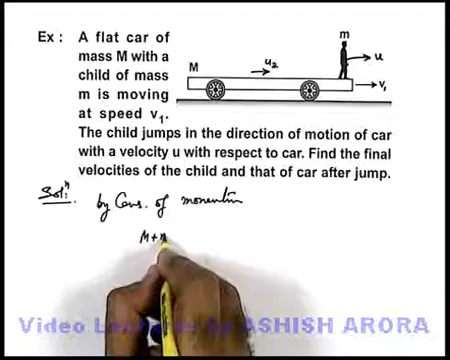 Ex : A flat car of
mass M with a
child of mass
m is moving
at speed v₁.
M
u₂
m
u
v₁
The child jumps in the direction of motion of car
with a velocity u with respect to car. Find the final
velocities of the child and that of car after jump.
Solⁿ. by Cons. of momentum
M+m
Video Lectures by ASHISH ARORA